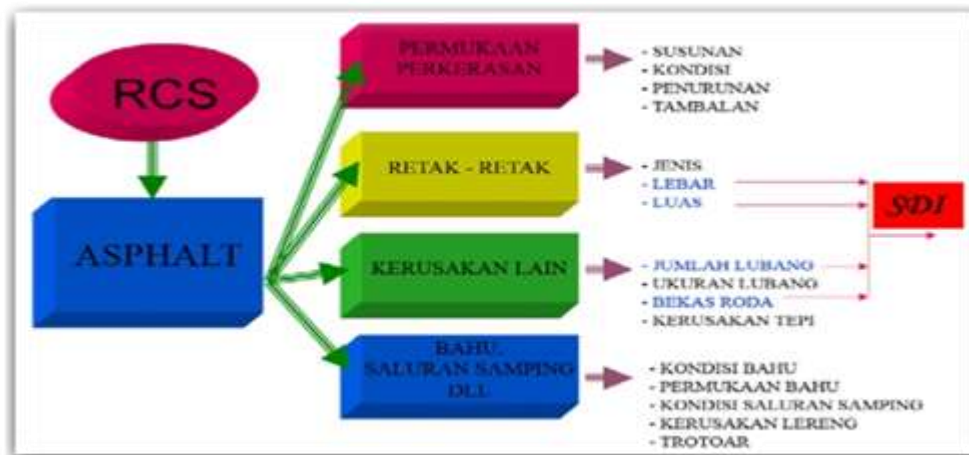 RCS
ASPHALT
PERMUKAAN
PERKERASAN
- SUSUNAN
- KONDISI
- PENURUNAN
- TAMBALAN
RETAK - RETAK
- JENIS
- LEBAR
- LUAS
SDI
KERUSAKAN LAIN
- JUMLAH LUBANG
- UKURAN LUBANG
- BEKAS RODA
- KERUSAKAN TEPI
BAHU,
SALURAN SAMPING
DLL
- KONDISI BAHU
- PERMUKAAN BAHU
- KONDISI SALURAN SAMPING
- KERUSAKAN LERENG
- TROTOAR